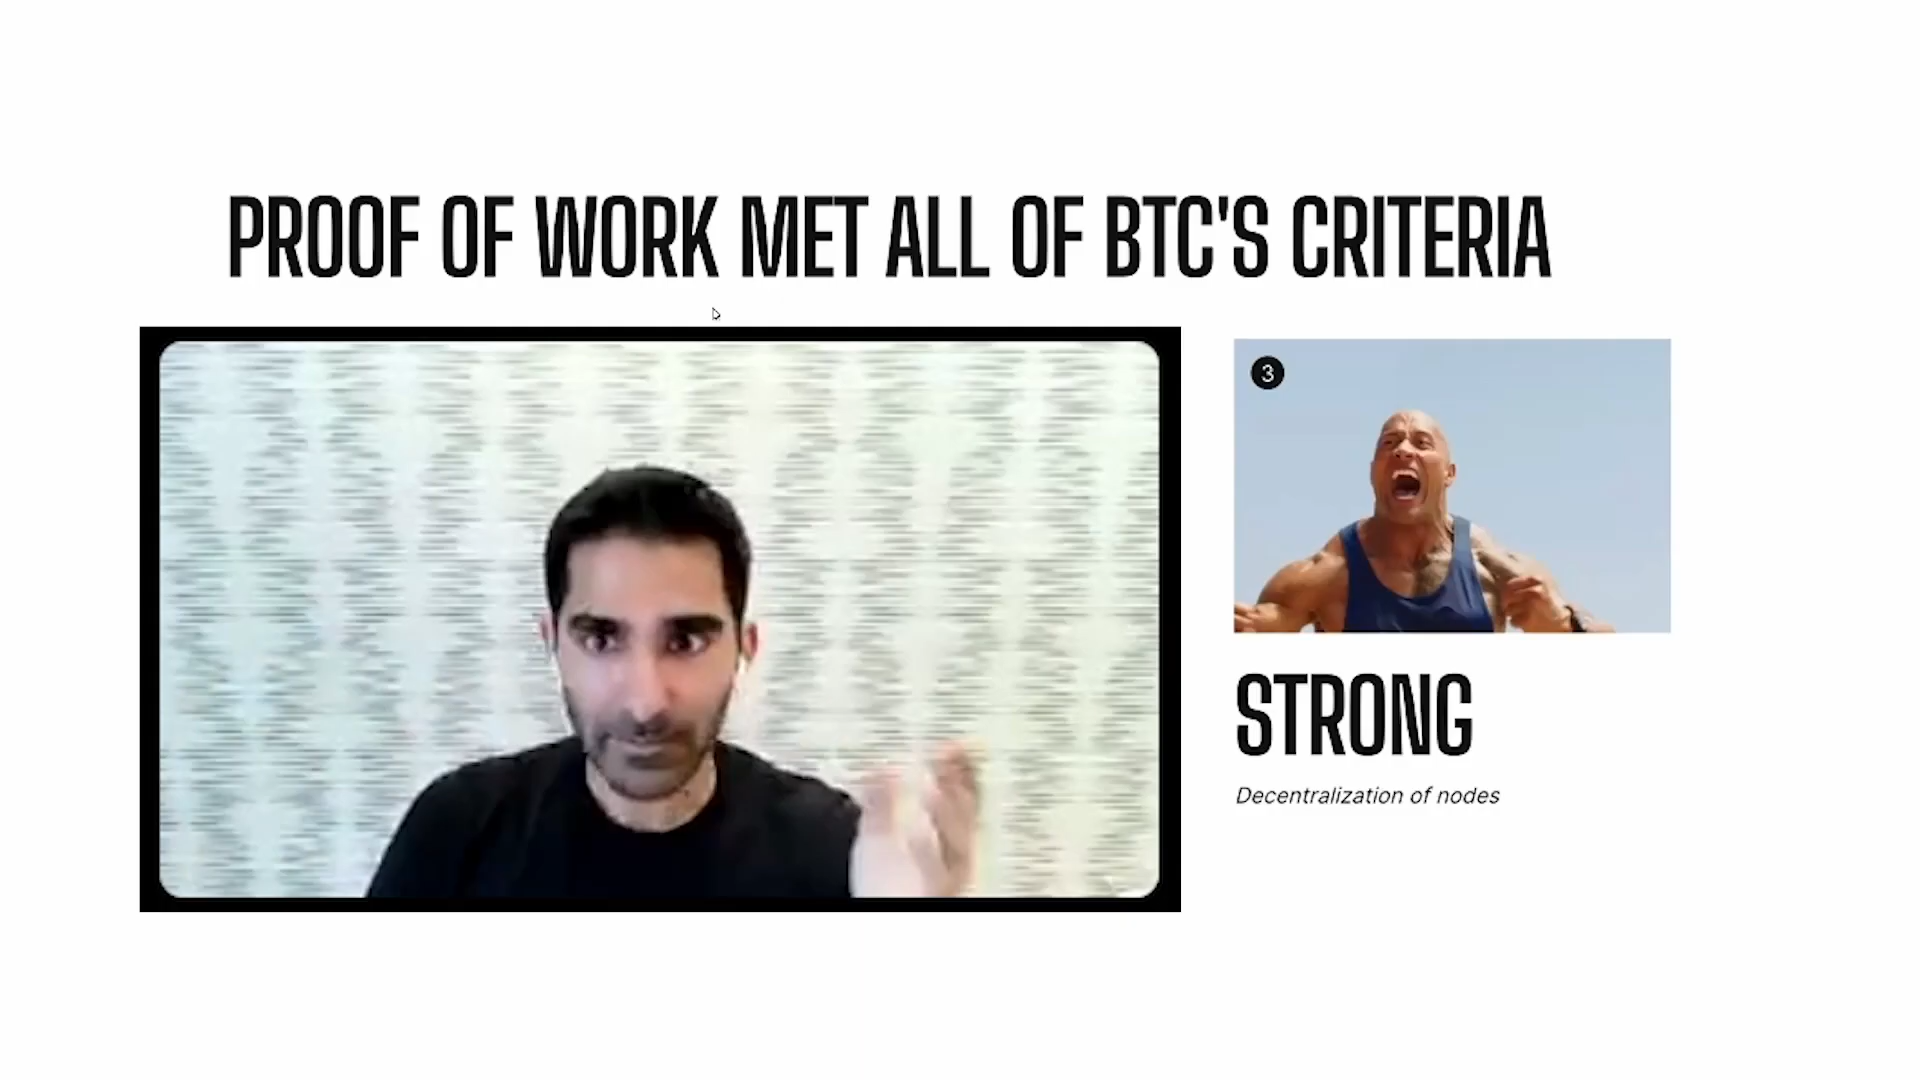 PROOF OF WORK MET ALL OF BTC'S CRITERIA
3
STRONG
Decentralization of nodes